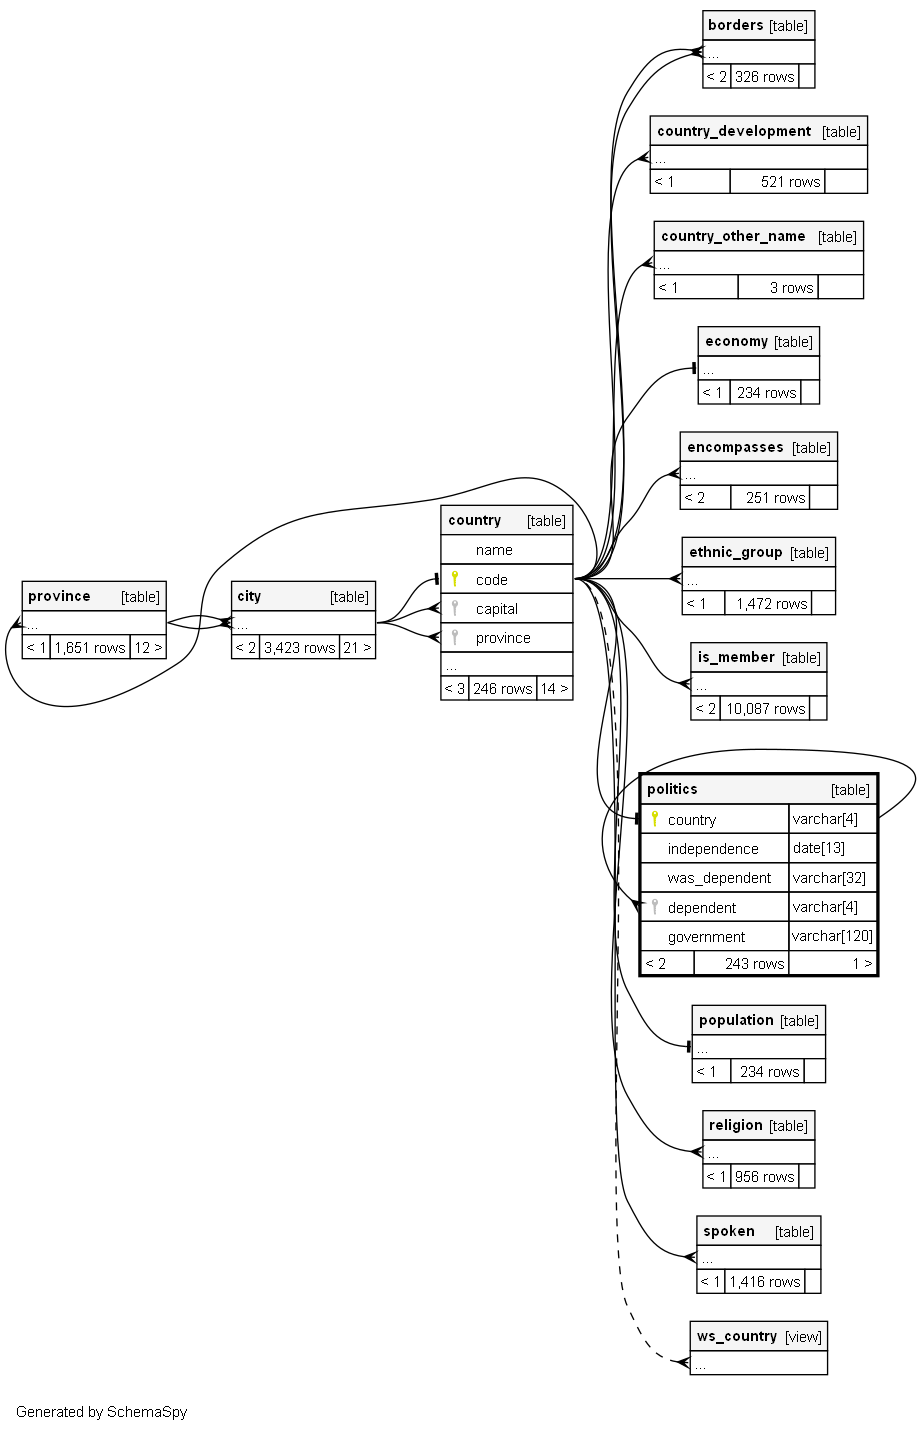 borders [table]
...
< 2 326 rows
country_development [table]
...
< 1 521 rows
country_other_name [table]
...
< 1 3 rows
economy [table]
...
< 1 234 rows
encompasses [table]
...
< 2 251 rows
country [table]
name
code
capital
province
...
< 3 246 rows 14 >
ethnic_group [table]
...
< 1 1,472 rows
province [table]
...
< 1 1,651 rows 12 >
city [table]
...
< 2 3,423 rows 21 >
is_member [table]
...
< 2 10,087 rows
politics [table]
country varchar[4]
independence date[13]
was_dependent varchar[32]
dependent varchar[4]
government varchar[120]
< 2 243 rows 1 >
population [table]
...
< 1 234 rows
religion [table]
...
< 1 956 rows
spoken [table]
...
< 1 1,416 rows
ws_country [view]
...
Generated by SchemaSpy